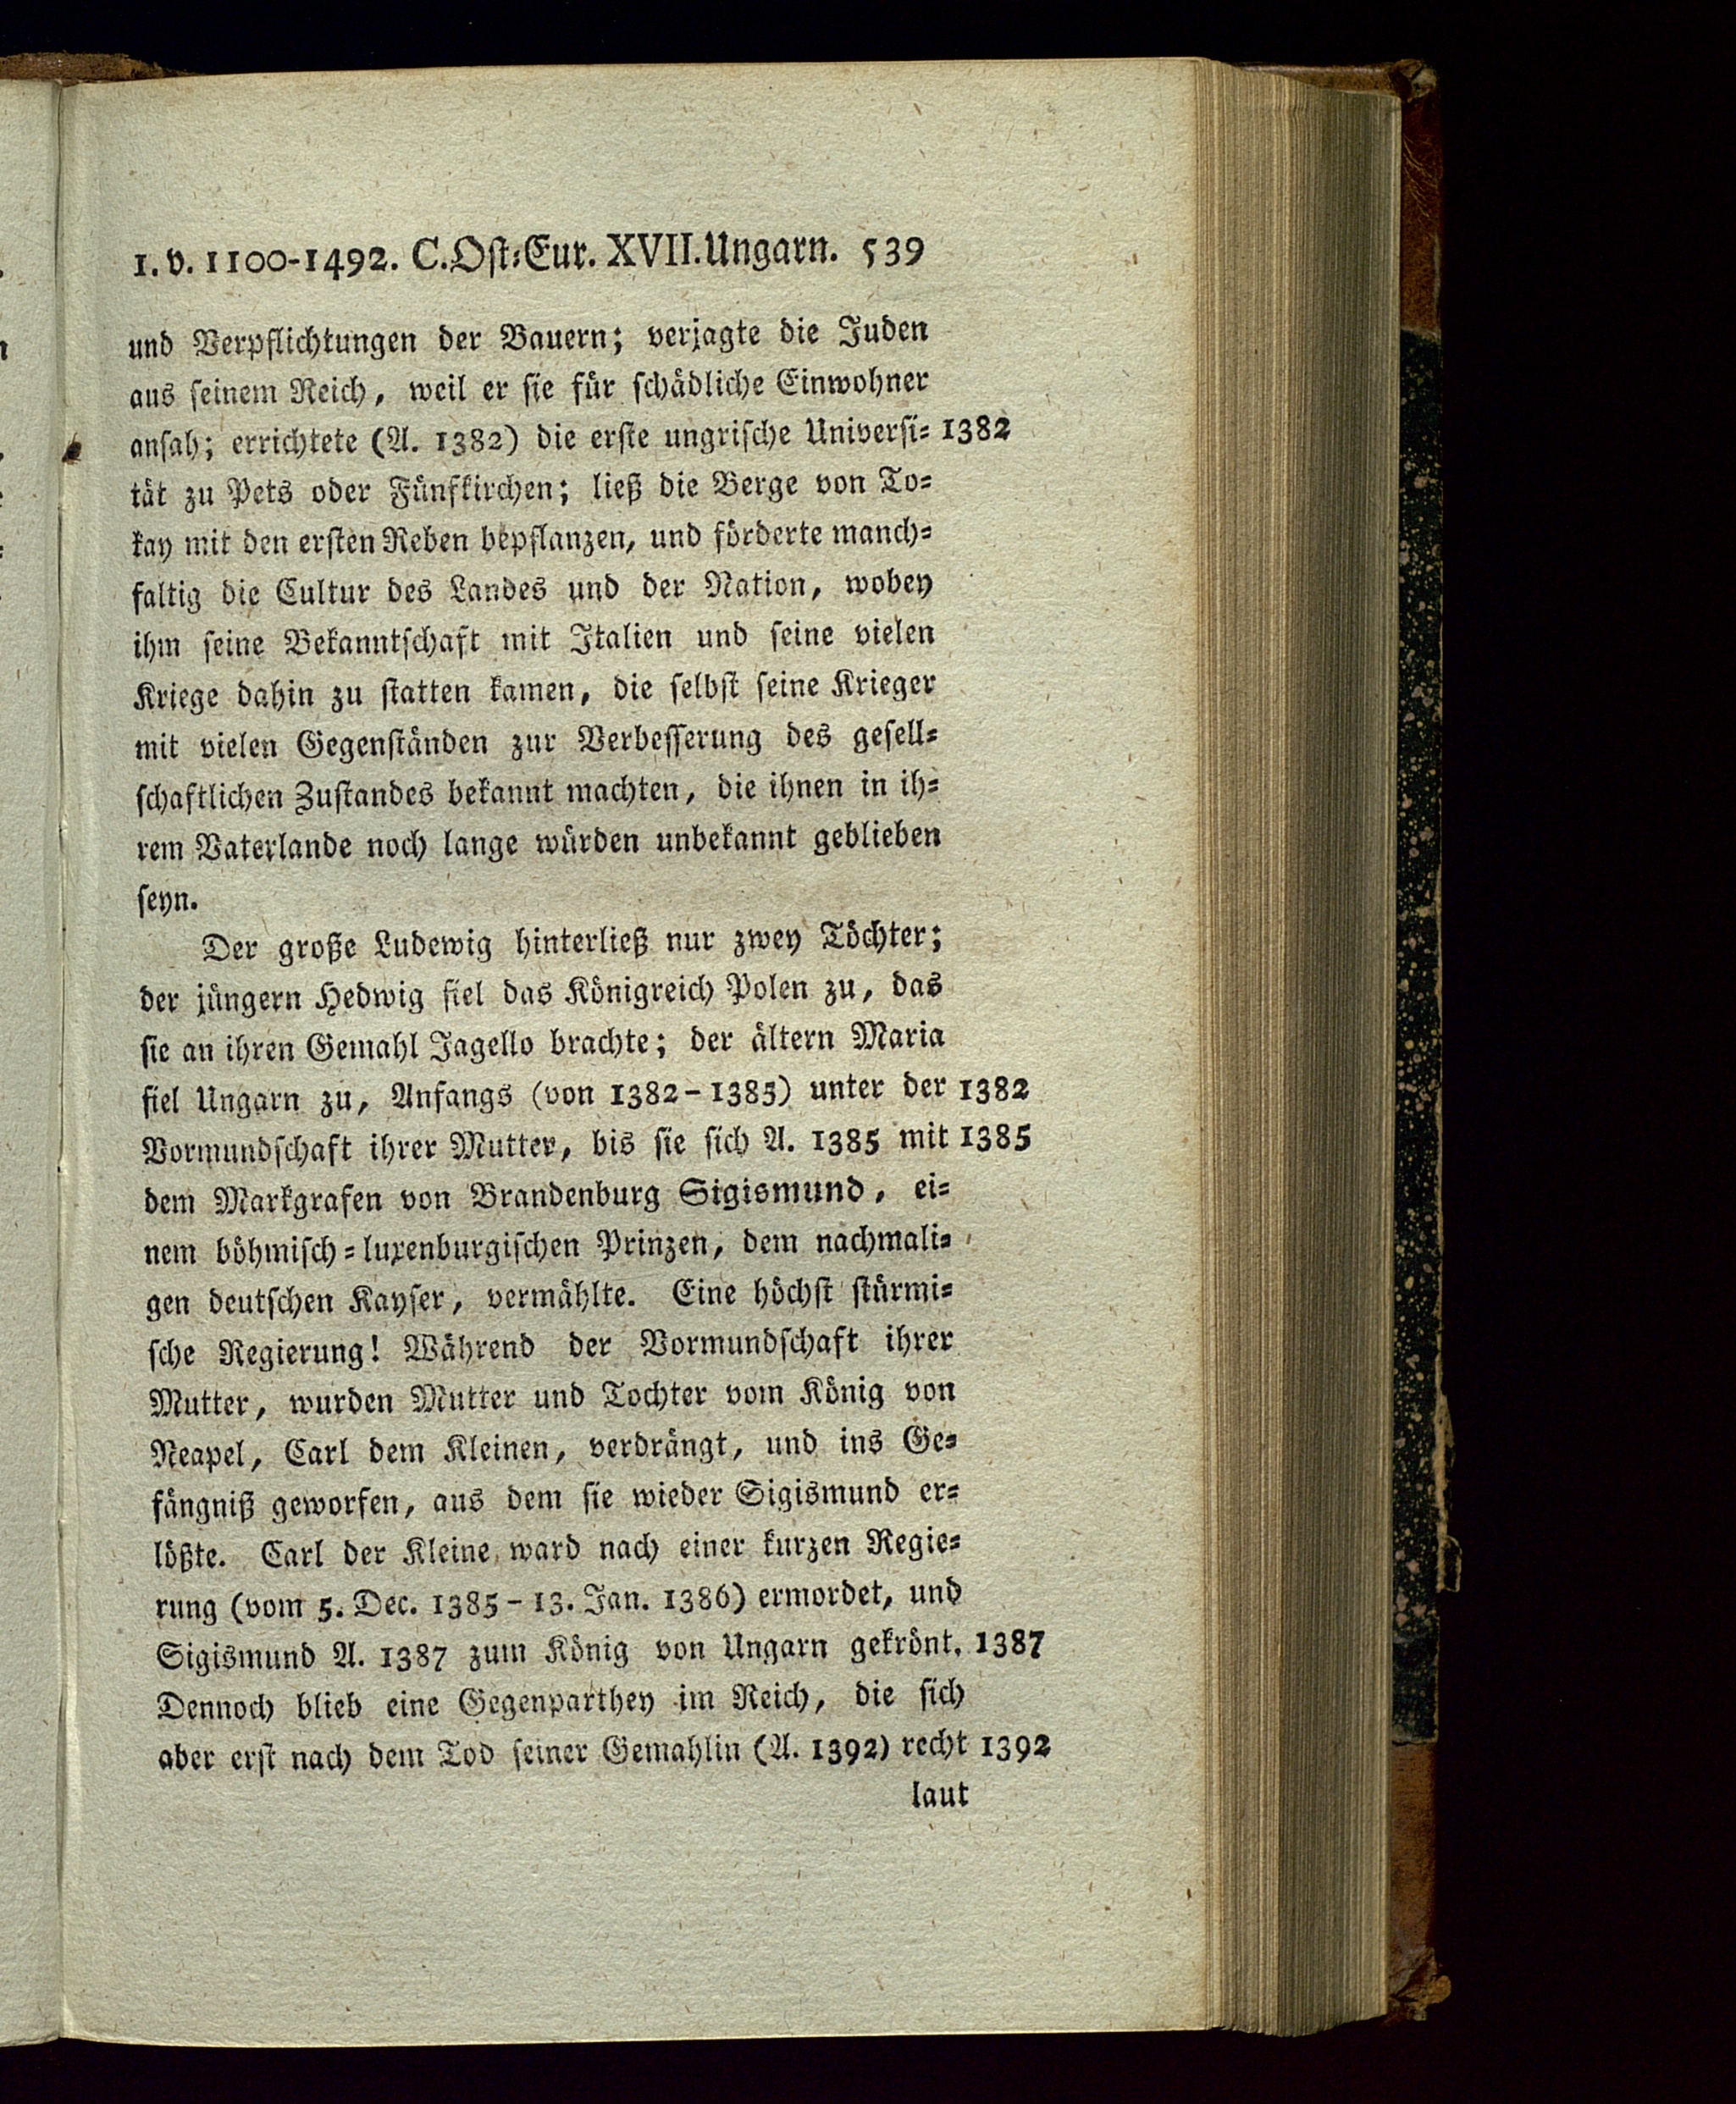 I. V. 1100-1492. C. Ost-Eur. XVII. Ungarn. 539
und Verpflichtungen der Bauern; verjagte die Juden
aus seinem Reich, weil er sie für schädliche Einwohner
ansah; errichtete (A. 1382) die erste ungrische Universi= 1382
tät zu Pets oder Fünfkirchen; ließ die Berge von To=
kay mit den ersten Reben bepflanzen, und förderte manch=
faltig die Cultur des Landes und der Nation, wobey
ihm seine Bekanntschaft mit Italien und seine vielen
Kriege dahin zu statten kamen, die selbst seine Krieger
mit vielen Gegenständen zur Verbesserung des gesell=
schaftlichen Zustandes bekannt machten, die ihnen in ih=
rem Vaterlande noch lange würden unbekannt geblieben
seyn.
Der große Ludewig hinterließ nur zwey Töchter;
der jüngern Hedwig fiel das Königreich Polen zu, das
sie an ihren Gemahl Jagello brachte; der ältern Maria
fiel Ungarn zu, Anfangs (von 1382-1385) unter der 1382
Vormundschaft ihrer Mutter, bis sie sich A. 1385 mit 1385
dem Markgrafen von Brandenburg Sigismund, ei=
nem böhmisch=luxenburgischen Prinzen, dem nachmali=
gen deutschen Kayser, vermählte. Eine höchst stürmi=
sche Regierung! Während der Vormundschaft ihrer
Mutter, wurden Mutter und Tochter vom König von
Neapel, Carl dem Kleinen, verdrängt, und ins Ge=
fängniß geworfen, aus dem sie wieder Sigismund er=
lößte. Carl der Kleine ward nach einer kurzen Regie=
rung (vom 5. Dec. 1385-13. Jan. 1386) ermordet, und
Sigismund A. 1387 zum König von Ungarn gekrönt. 1387
Dennoch blieb eine Gegenparthey im Reich, die sich
aber erst nach dem Tod seiner Gemahlin (A. 1392) recht 1392
laut